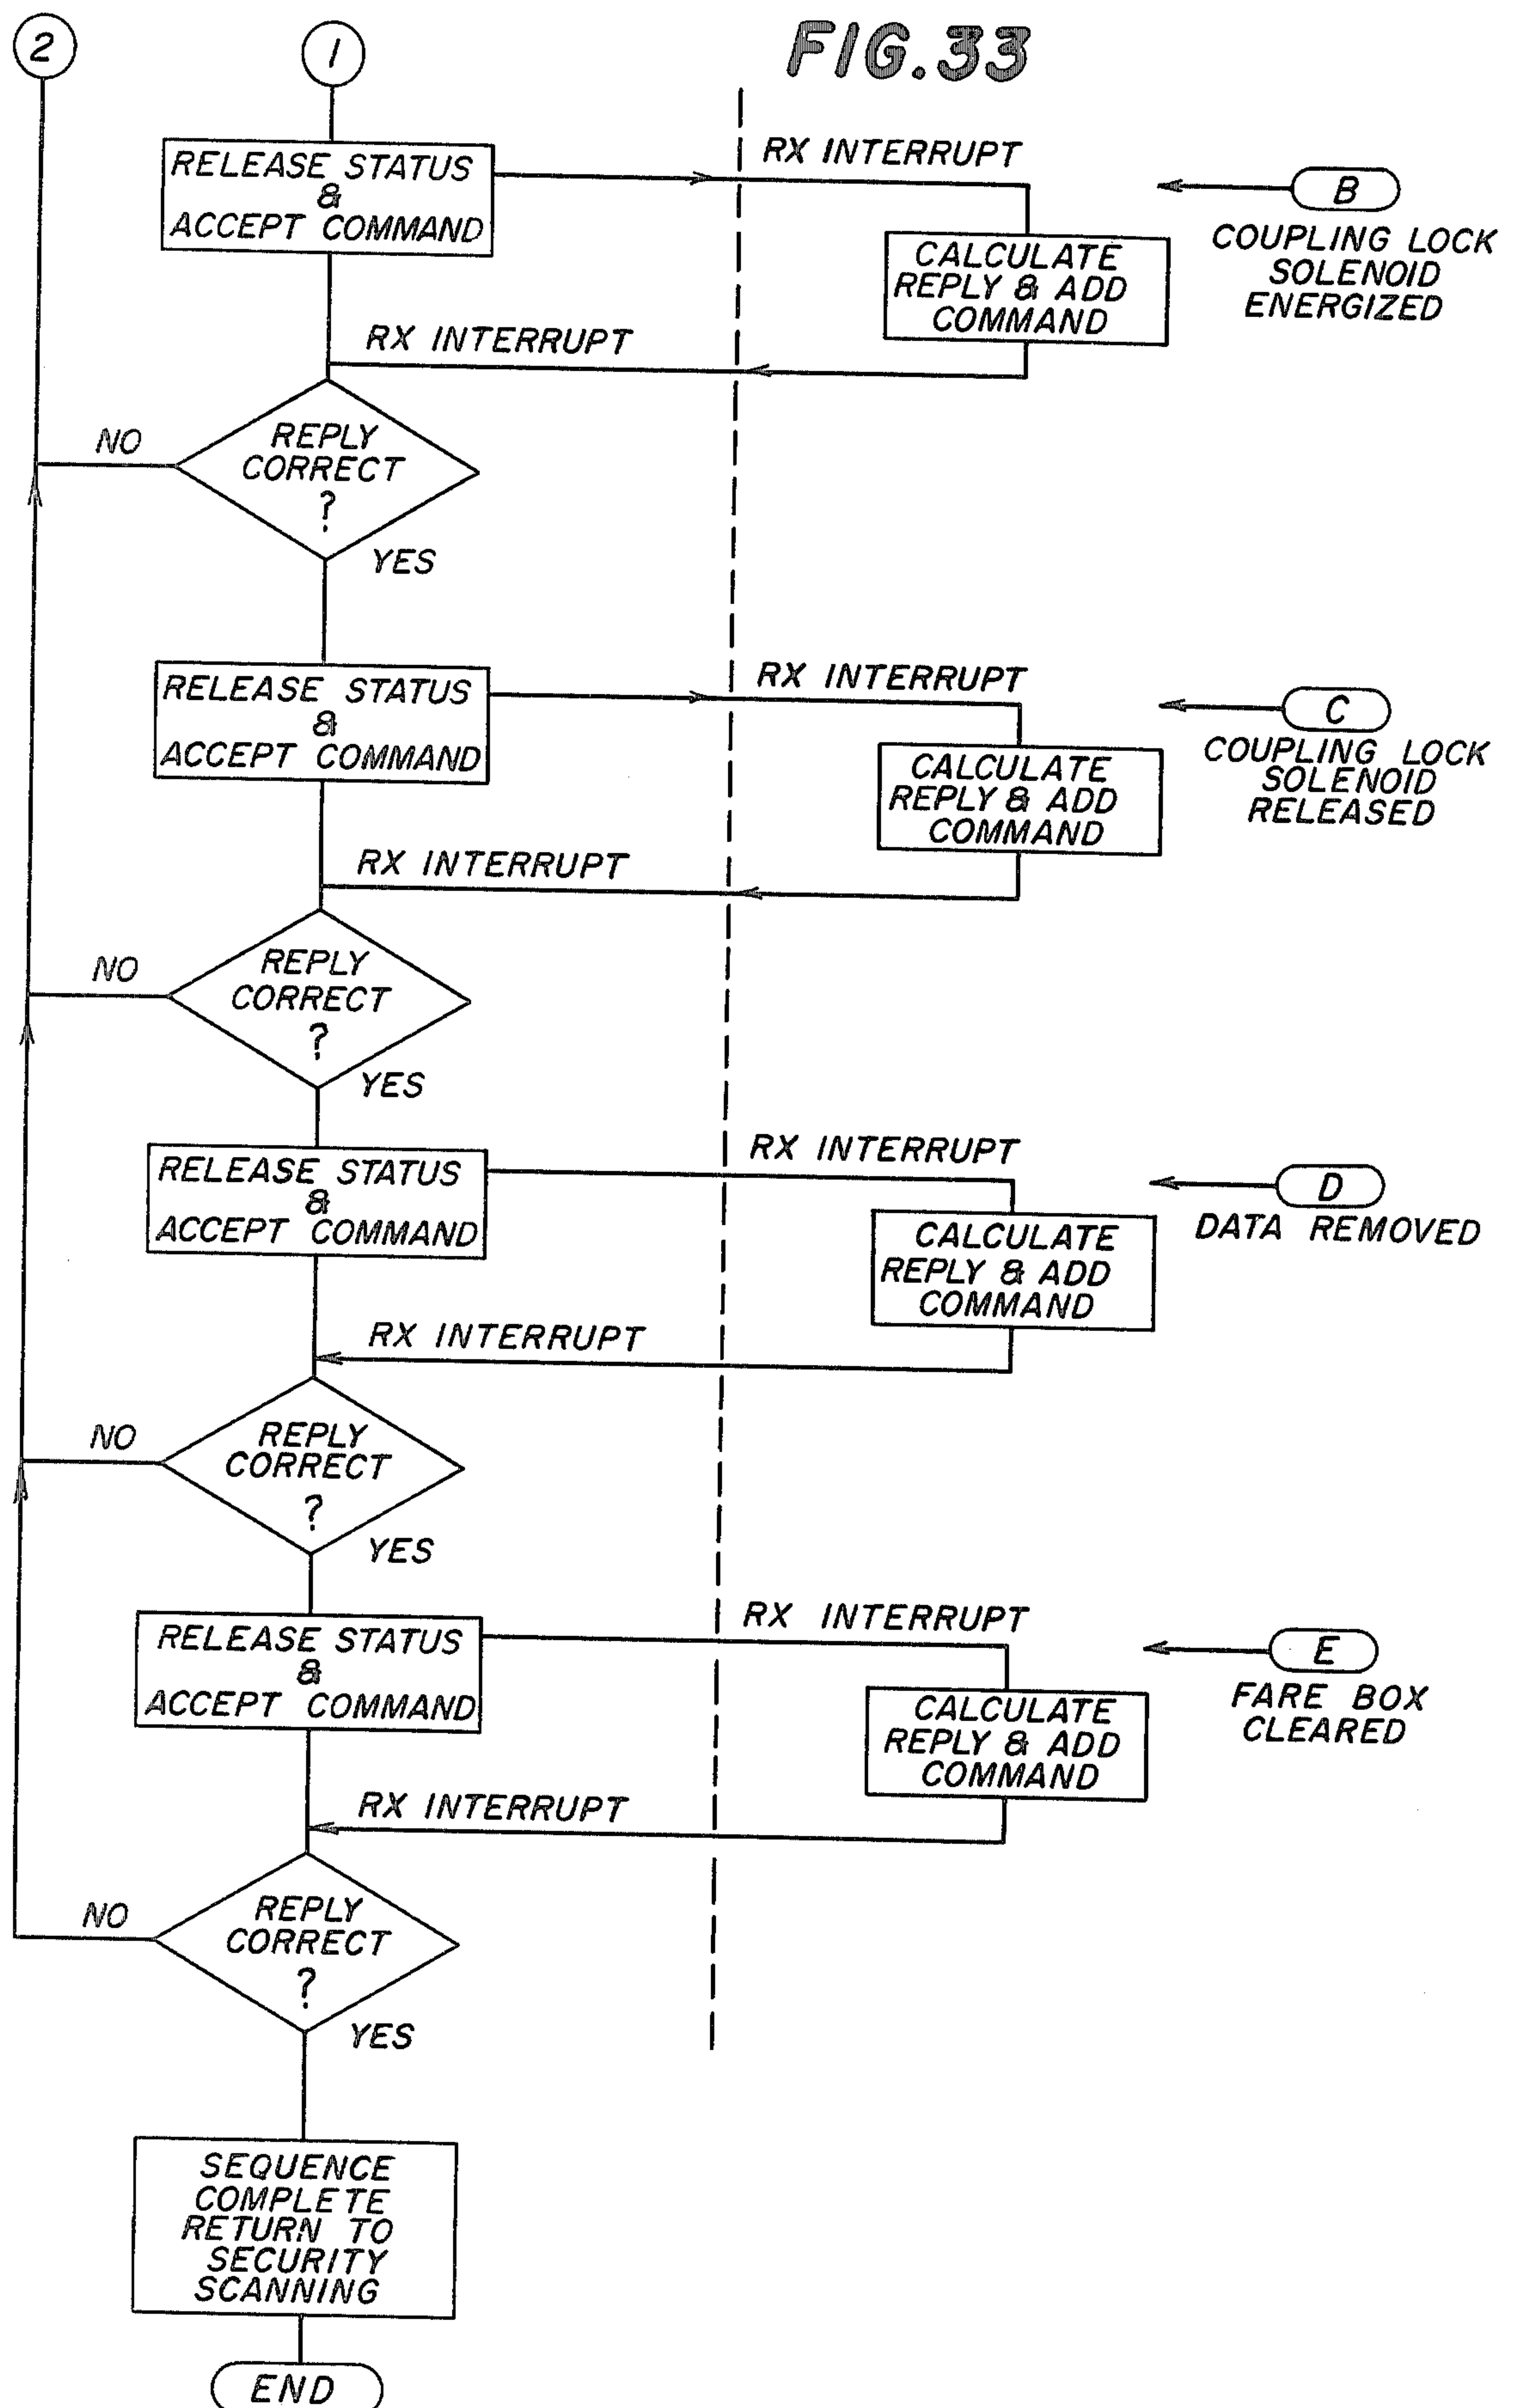 2
1
FIG. 33
RELEASE STATUS
&
ACCEPT COMMAND
RX INTERRUPT
B
COUPLING LOCK
SOLENOID
ENERGIZED
CALCULATE
REPLY & ADD
COMMAND
RX INTERRUPT
NO
REPLY
CORRECT
?
YES
RELEASE STATUS
&
ACCEPT COMMAND
RX INTERRUPT
C
COUPLING LOCK
SOLENOID
RELEASED
CALCULATE
REPLY & ADD
COMMAND
RX INTERRUPT
NO
REPLY
CORRECT
?
YES
RELEASE STATUS
&
ACCEPT COMMAND
RX INTERRUPT
D
DATA REMOVED
CALCULATE
REPLY & ADD
COMMAND
RX INTERRUPT
NO
REPLY
CORRECT
?
YES
RELEASE STATUS
&
ACCEPT COMMAND
RX INTERRUPT
E
FARE BOX
CLEARED
CALCULATE
REPLY & ADD
COMMAND
RX INTERRUPT
NO
REPLY
CORRECT
?
YES
SEQUENCE
COMPLETE
RETURN TO
SECURITY
SCANNING
END